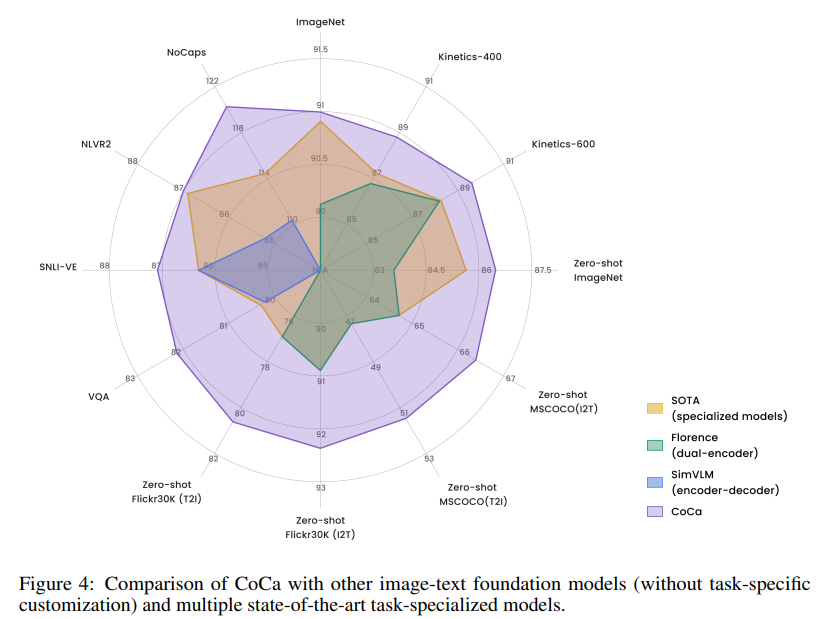 ImageNet
91.5
NoCaps
Kinetics-400
122
91
91
118
89
NLVR2
Kinetics-600
88
91
90.5
87
114
87
89
86
87
90
110
85
86
85
SNLI-VE
88
87
86
85
N/A
83
84.5
86
87.5
Zero-shot
ImageNet
80
64
76
90
47
81
65
82
78
91
49
66
83
67
VQA
80
51
Zero-shot
MSCOCO(I2T)
92
82
53
SOTA
(specialized models)
Florence
(dual-encoder)
SimVLM
(encoder-decoder)
CoCa
93
Zero-shot
Flickr30K (T2I)
Zero-shot
MSCOCO(T2I)
Zero-shot
Flickr30K (I2T)
Figure 4: Comparison of CoCa with other image-text foundation models (without task-specific
customization) and multiple state-of-the-art task-specialized models.